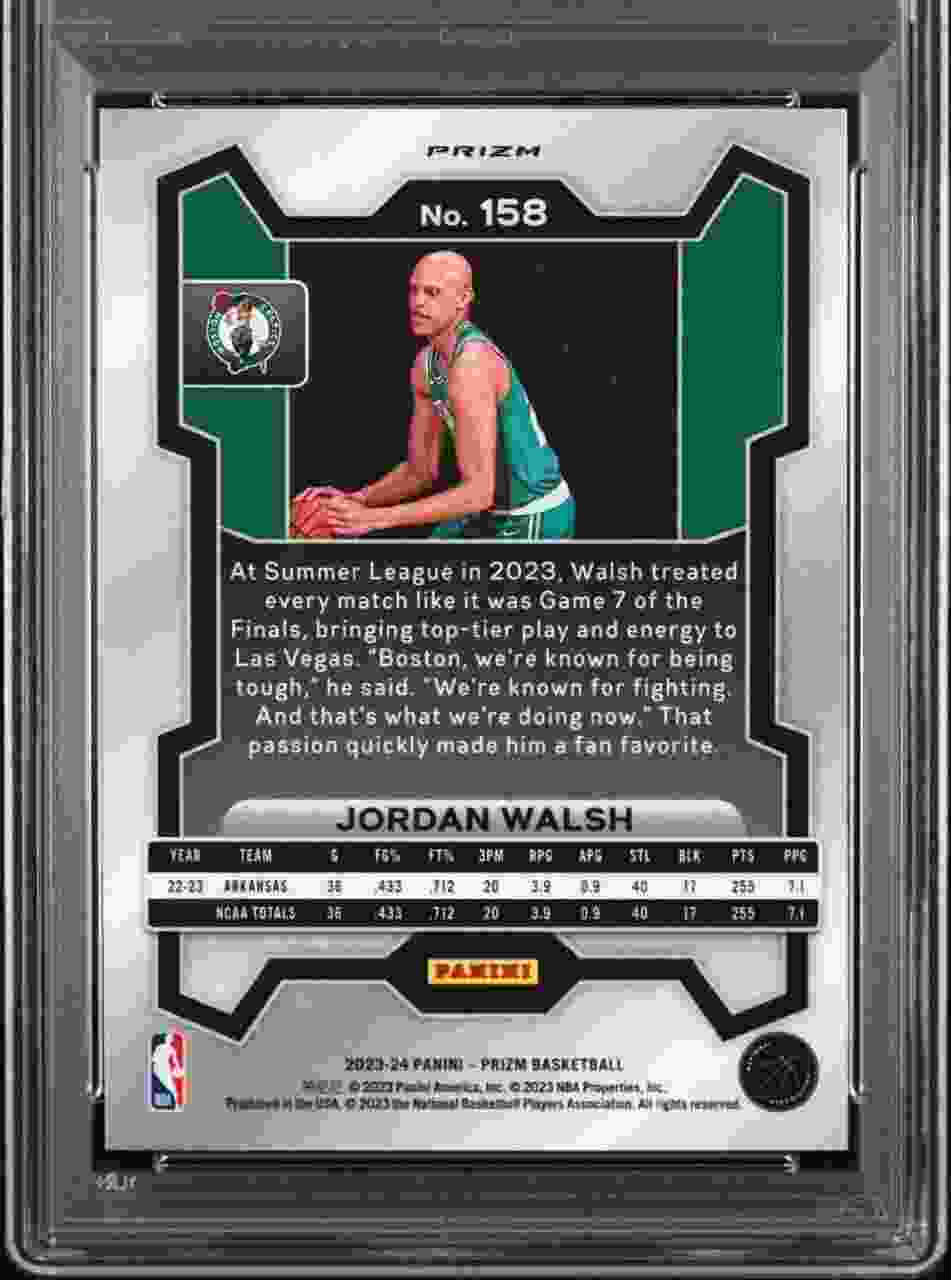 PRIZM
No. 158
At Summer League in 2023, Walsh treated
every match like it was Game 7 of the
Finals, bringing top-tier play and energy to
Las Vegas. "Boston, we're known for being
tough," he said. "We're known for fighting.
And that's what we're doing now." That
passion quickly made him a fan favorite.
JORDAN WALSH
YEAR TEAM G FG% FT% 3PM RPG APG STL BLK PTS PPG
22-23 ARKANSAS 36 .433 .712 20 3.9 0.9 40 17 255 7.1
NCAA TOTALS 36 .433 .712 20 3.9 0.9 40 17 255 7.1
PANINI
2023-24 PANINI - PRIZM BASKETBALL
© 2023 Panini America, Inc. © 2023 NBA Properties, Inc.
Produced in the USA. © 2023 the National Basketball Players Association. All rights reserved.